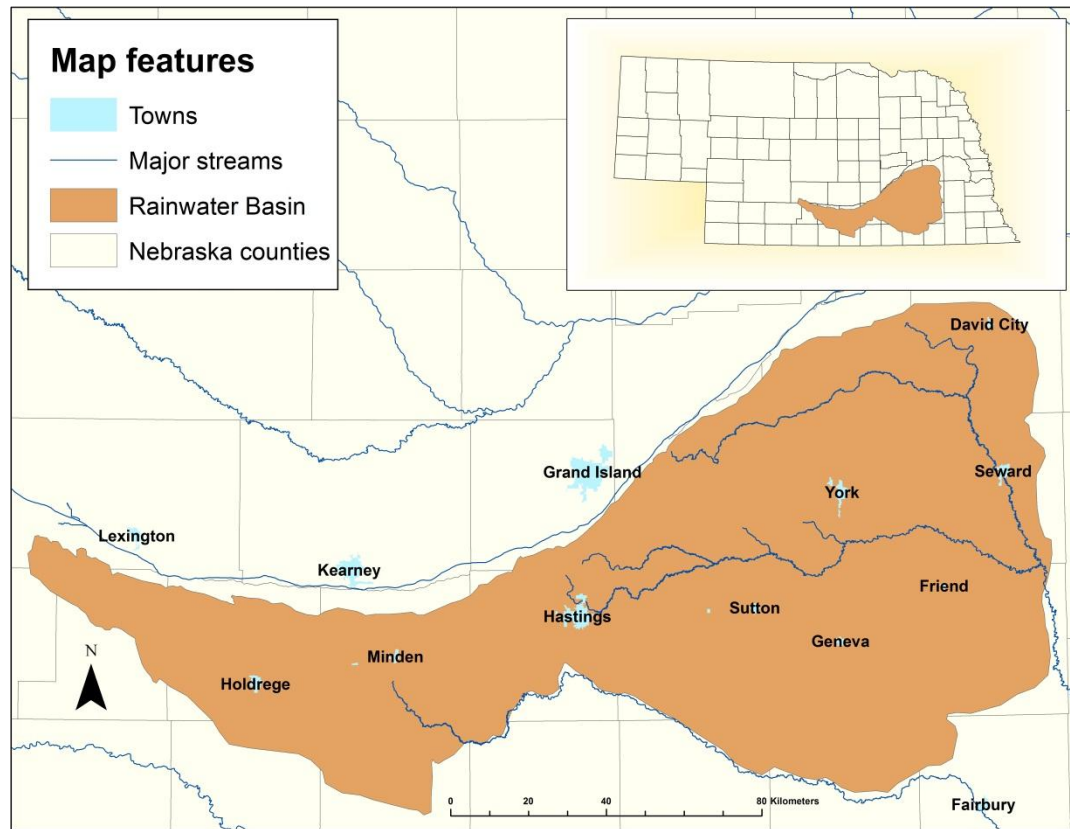 Map features
Towns
Major streams
Rainwater Basin
Nebraska counties
David City
Grand Island
York
Seward
Lexington
Kearney
Friend
Hastings
Sutton
Geneva
Minden
Holdrege
N
0 20 40 80 Kilometers
Fairbury